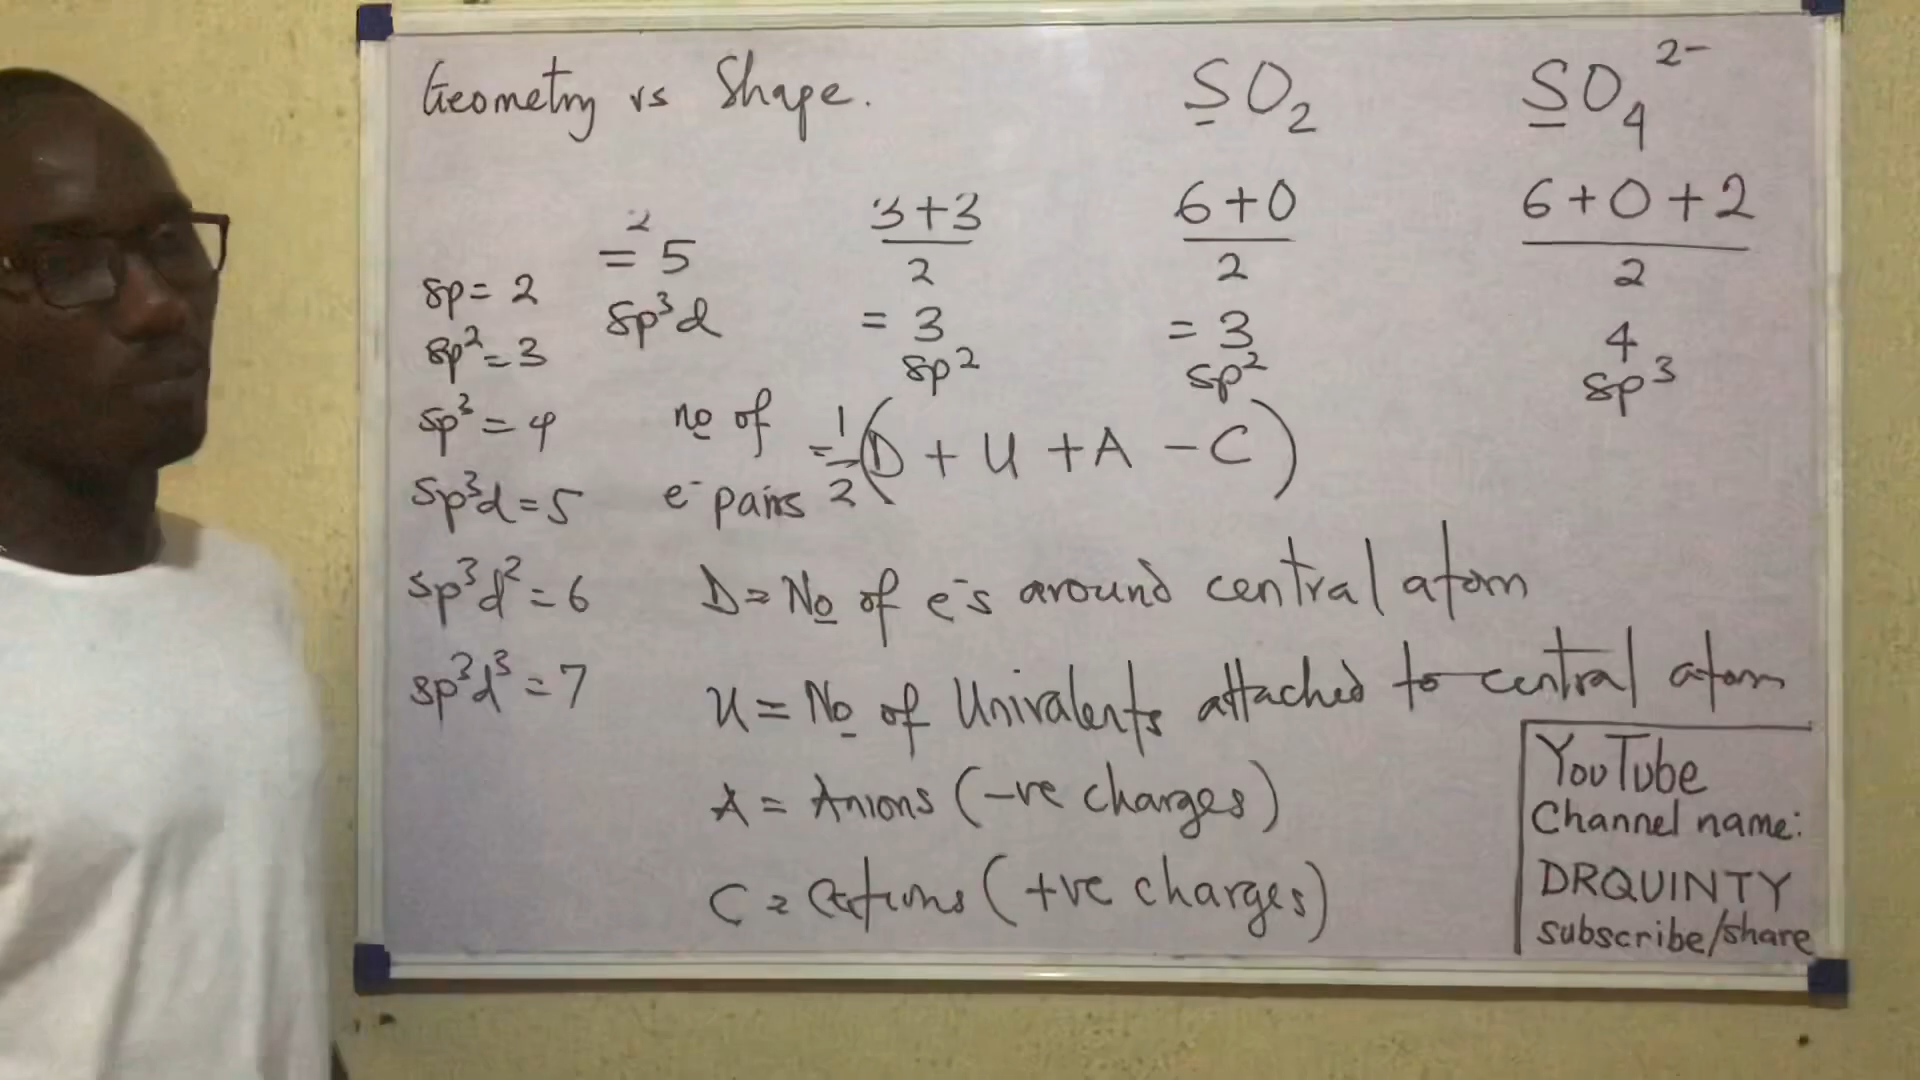 Geometry vs Shape.
SO2
SO4 2-
2
= 5
sp3d
3+3
2
= 3
sp2
6+0
2
= 3
sp2
6+0+2
2
4
sp3
sp= 2
sp2=3
sp3=4
sp3d=5
sp3d2=6
sp3d3=7
no of e- pairs = 1/2 (D + U + A - C)
D= No of e-s around central atom
U = No of Univalents attached to central atom
A = Anions (-ve charges)
C = Cations (+ve charges)
YouTube
Channel name:
DRQUINTY
subscribe/share